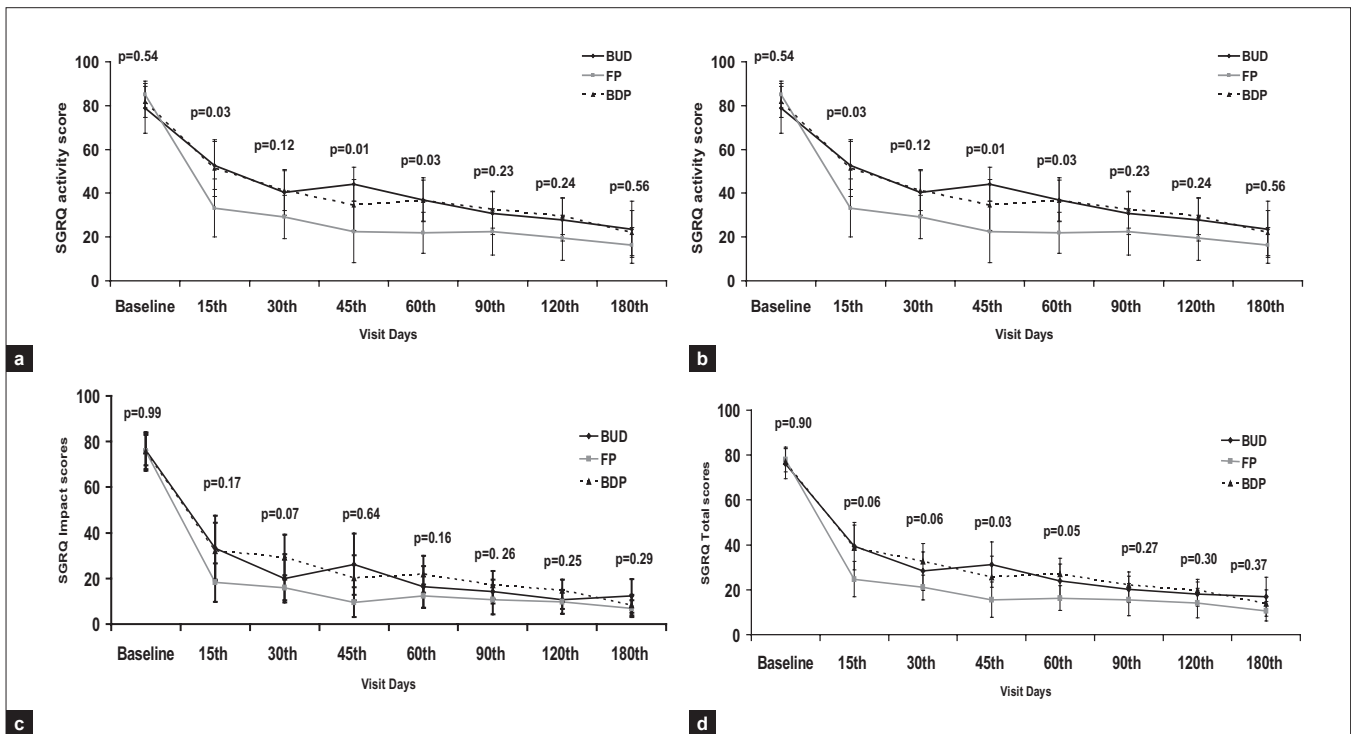 p=0.54
100
80
60
40
20
0
SGRQ activity score
BUD
FP
BDP
p=0.03
p=0.12
p=0.01
p=0.03
p=0.23
p=0.24
p=0.56
Baseline 15th 30th 45th 60th 90th 120th 180th
Visit Days
a
p=0.54
100
80
60
40
20
0
SGRQ activity score
BUD
FP
BDP
p=0.03
p=0.12
p=0.01
p=0.03
p=0.23
p=0.24
p=0.56
Baseline 15th 30th 45th 60th 90th 120th 180th
Visit Days
b
p=0.99
100
80
60
40
20
0
SGRQ Impact scores
BUD
FP
BDP
p=0.17
p=0.07
p=0.64
p=0.16
p=0. 26
p=0.25
p=0.29
Baseline 15th 30th 45th 60th 90th 120th 180th
Visit Days
c
p=0.90
100
80
60
40
20
0
SGRQ Total scores
BUD
FP
BDP
p=0.06
p=0.06
p=0.03
p=0.05
p=0.27
p=0.30
p=0.37
Baseline 15th 30th 45th 60th 90th 120th 180th
Visit Days
d